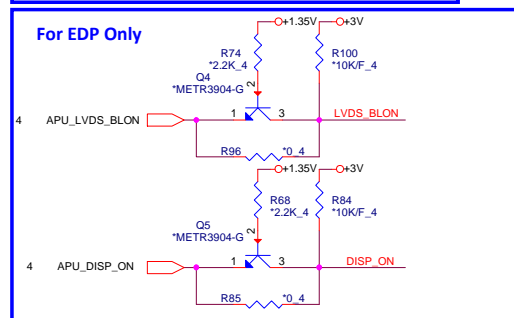 For EDP Only
+1.35V
+3V
R74
*2.2K_4
R100
*10K/F_4
Q4
*METR3904-G
2
4
APU_LVDS_BLON
1
3
LVDS_BLON
R96
*0_4
+1.35V
+3V
R68
*2.2K_4
R84
*10K/F_4
Q5
*METR3904-G
2
4
APU_DISP_ON
1
3
DISP_ON
R85
*0_4